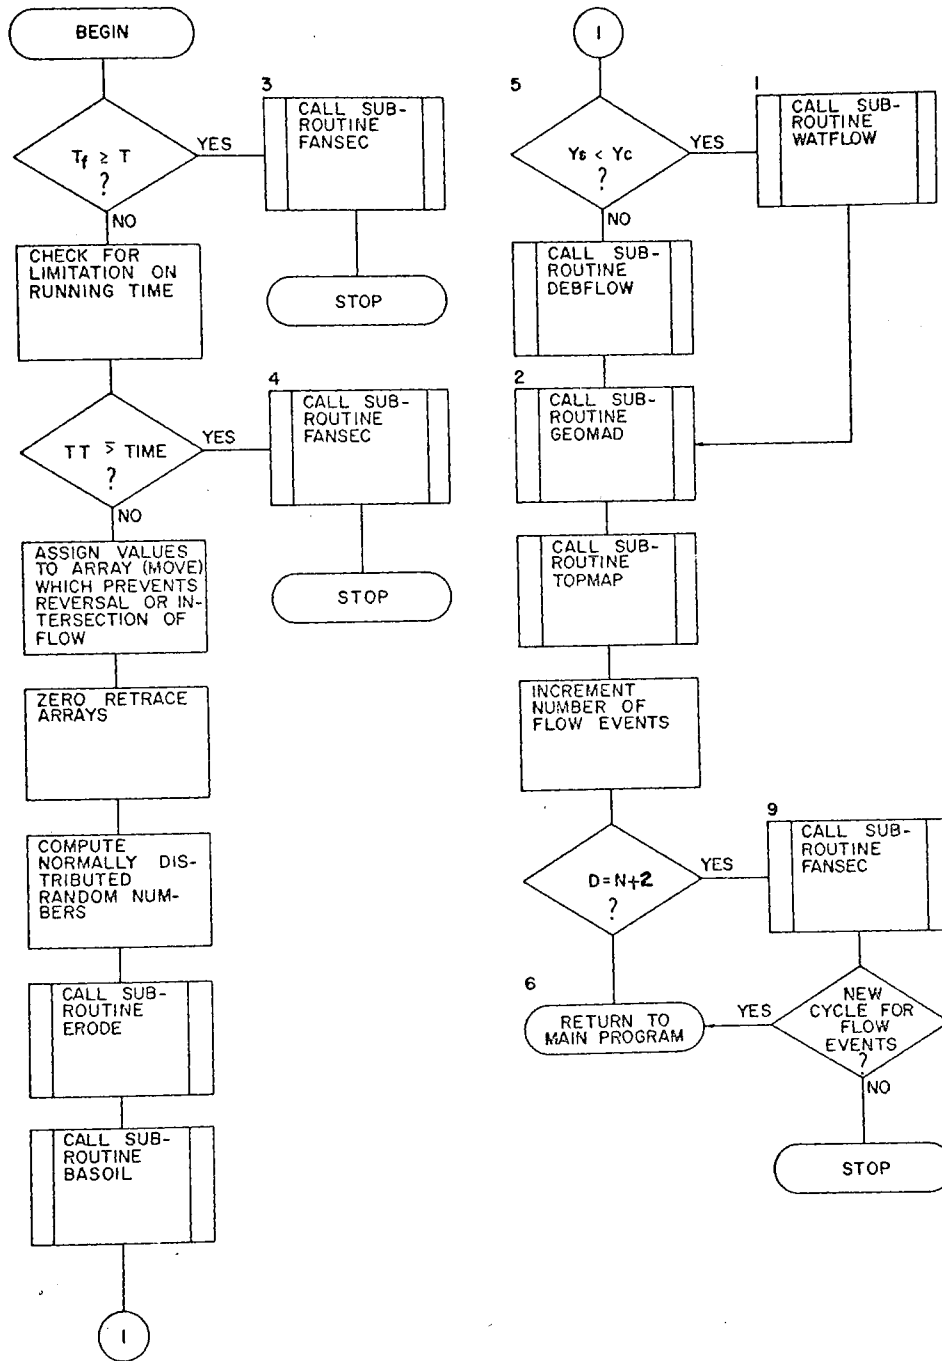 BEGIN
T_f ≥ T
?
YES
NO
3
CALL SUB-
ROUTINE
FANSEC
STOP
CHECK FOR
LIMITATION ON
RUNNING TIME
TT ⩾ TIME
?
YES
NO
4
CALL SUB-
ROUTINE
FANSEC
STOP
ASSIGN VALUES
TO ARRAY (MOVE)
WHICH PREVENTS
REVERSAL OR IN-
TERSECTION OF
FLOW
ZERO RETRACE
ARRAYS
COMPUTE
NORMALLY DIS-
TRIBUTED
RANDOM NUM-
BERS
CALL SUB-
ROUTINE
ERODE
CALL SUB-
ROUTINE
BASOIL
1
1
5
Ys < Yc
?
YES
NO
1
CALL SUB-
ROUTINE
WATFLOW
CALL SUB-
ROUTINE
DEBFLOW
2
CALL SUB-
ROUTINE
GEOMAD
CALL SUB-
ROUTINE
TOPMAP
INCREMENT
NUMBER OF
FLOW EVENTS
D=N+2
?
YES
9
CALL SUB-
ROUTINE
FANSEC
6
RETURN TO
MAIN PROGRAM
YES
NEW
CYCLE FOR
FLOW
EVENTS
?
NO
STOP